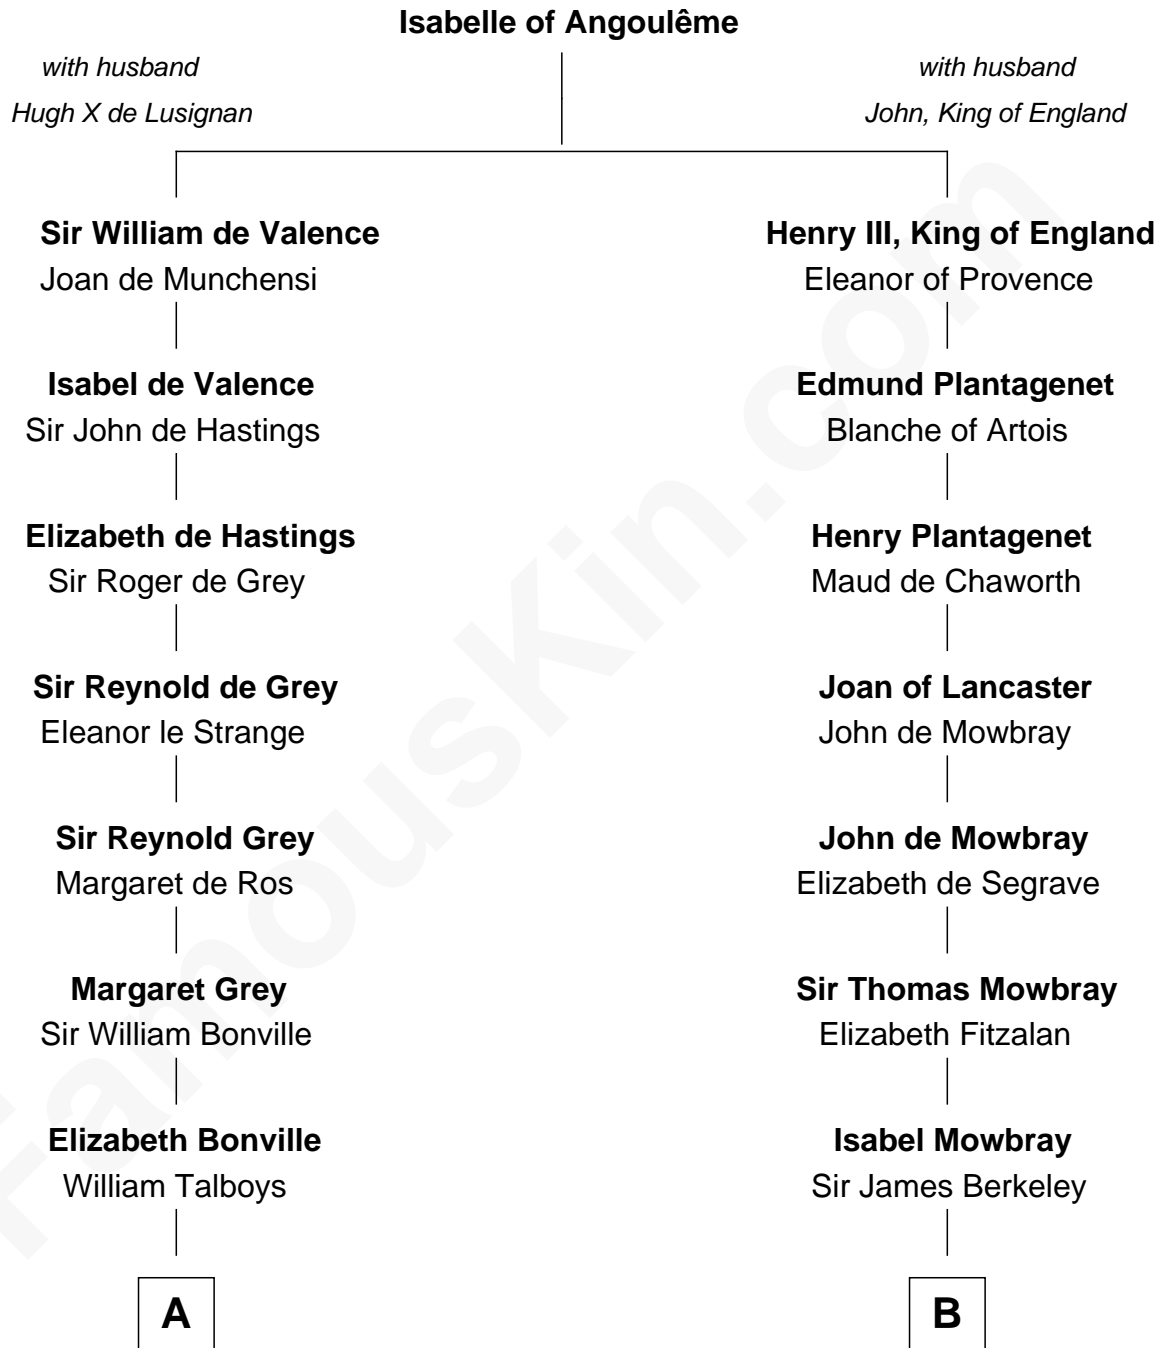 Isabelle of Angoulême
with husband
Hugh X de Lusignan
with husband
John, King of England
Sir William de Valence
Joan de Munchensi
Henry III, King of England
Eleanor of Provence
Isabel de Valence
Sir John de Hastings
Edmund Plantagenet
Blanche of Artois
Elizabeth de Hastings
Sir Roger de Grey
Henry Plantagenet
Maud de Chaworth
Sir Reynold de Grey
Eleanor le Strange
Joan of Lancaster
John de Mowbray
Sir Reynold Grey
Margaret de Ros
John de Mowbray
Elizabeth de Segrave
Margaret Grey
Sir William Bonville
Sir Thomas Mowbray
Elizabeth Fitzalan
Elizabeth Bonville
William Talboys
Isabel Mowbray
Sir James Berkeley
A
B
FamousKin.com